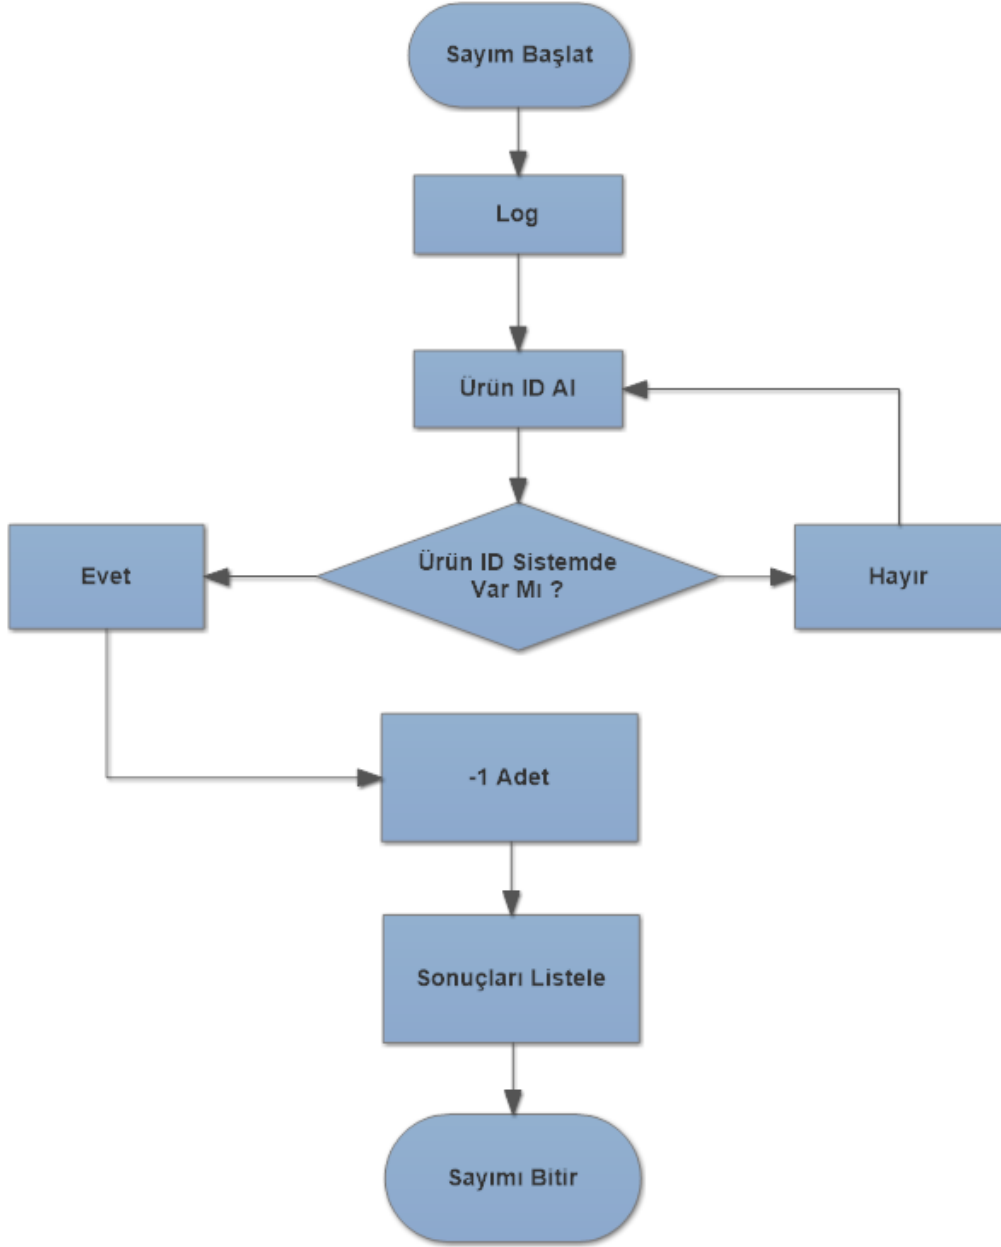 Sayım Başlat
Log
Ürün ID Al
Ürün ID Sistemde
Var Mı ?
Evet
Hayır
-1 Adet
Sonuçları Listele
Sayımı Bitir